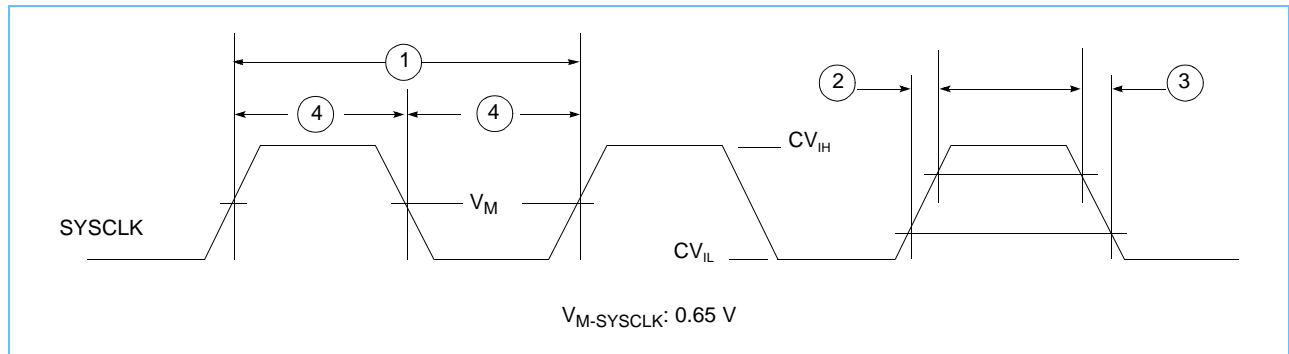 1
2
3
4
4
CV_IH
V_M
SYSCLK
CV_IL
V_M-SYSCLK: 0.65 V